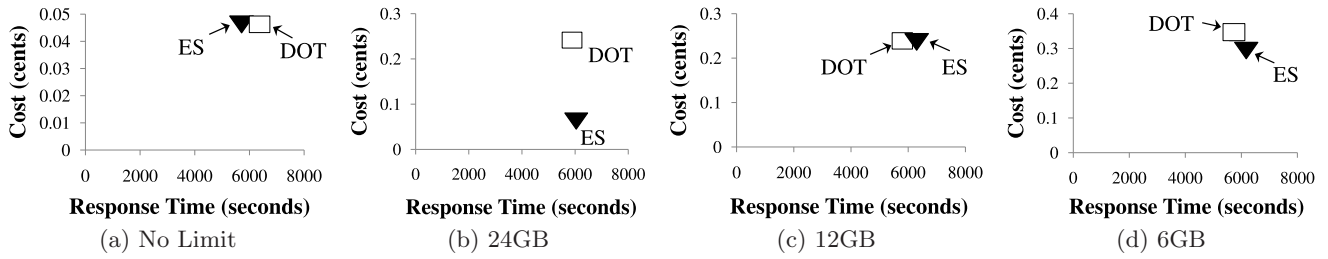 Cost (cents)
0.05
0.04
0.03
0.02
0.01
0
ES
DOT
0 2000 4000 6000 8000
Response Time (seconds)
(a) No Limit
Cost (cents)
0.3
0.2
0.1
0
DOT
ES
0 2000 4000 6000 8000
Response Time (seconds)
(b) 24GB
Cost (cents)
0.3
0.2
0.1
0
DOT
ES
0 2000 4000 6000 8000
Response Time (seconds)
(c) 12GB
Cost (cents)
0.4
0.3
0.2
0.1
0
DOT
ES
0 2000 4000 6000 8000
Response Time (seconds)
(d) 6GB